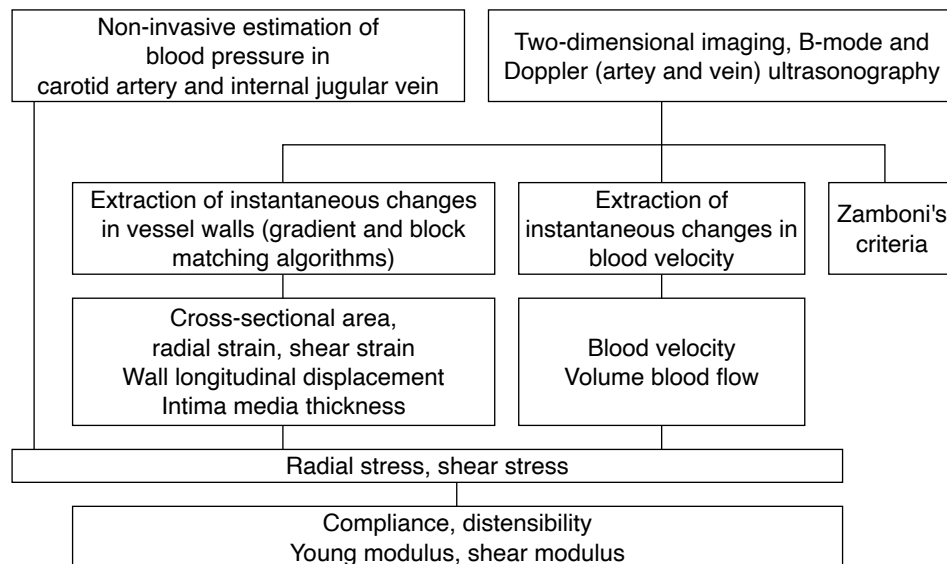 Non-invasive estimation of
blood pressure in
carotid artery and internal jugular vein
Two-dimensional imaging, B-mode and
Doppler (artey and vein) ultrasonography
Extraction of instantaneous changes
in vessel walls (gradient and block
matching algorithms)
Extraction of
instantaneous changes in
blood velocity
Zamboni's
criteria
Cross-sectional area,
radial strain, shear strain
Wall longitudinal displacement
Intima media thickness
Blood velocity
Volume blood flow
Radial stress, shear stress
Compliance, distensibility
Young modulus, shear modulus